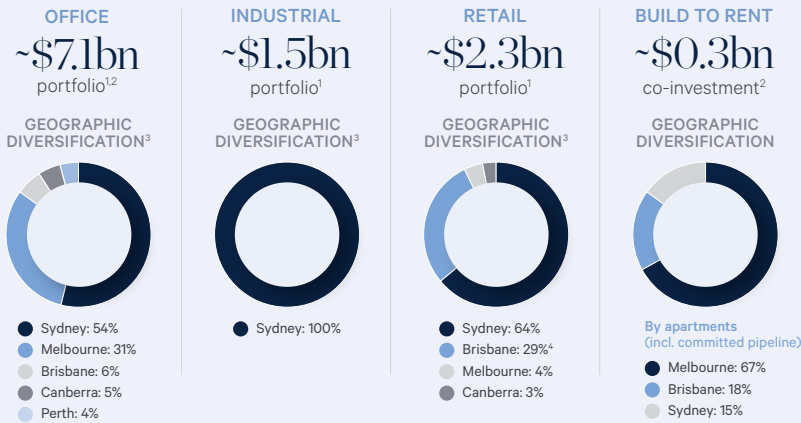 OFFICE
~$7.1bn
portfolio¹,²
GEOGRAPHIC
DIVERSIFICATION³
Sydney: 54%
Melbourne: 31%
Brisbane: 6%
Canberra: 5%
Perth: 4%
INDUSTRIAL
~$1.5bn
portfolio¹
GEOGRAPHIC
DIVERSIFICATION³
Sydney: 100%
RETAIL
~$2.3bn
portfolio¹
GEOGRAPHIC
DIVERSIFICATION³
Sydney: 64%
Brisbane: 29%⁴
Melbourne: 4%
Canberra: 3%
BUILD TO RENT
~$0.3bn
co-investment²
GEOGRAPHIC
DIVERSIFICATION
By apartments
(incl. committed pipeline)
Melbourne: 67%
Brisbane: 18%
Sydney: 15%